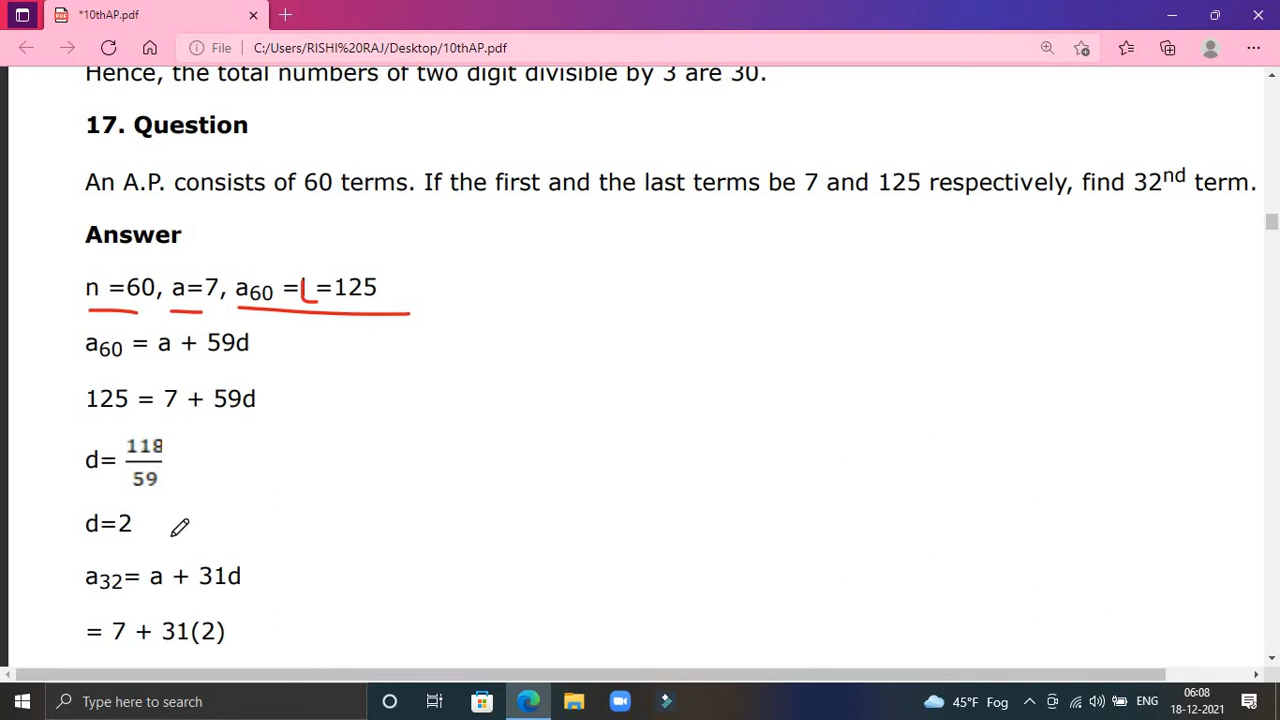 *10thAP.pdf
File C:/Users/RISHI%20RAJ/Desktop/10thAP.pdf
Hence, the total numbers of two digit divisible by 3 are 30.
17. Question
An A.P. consists of 60 terms. If the first and the last terms be 7 and 125 respectively, find 32nd term.
Answer
n =60, a=7, a60 =l =125
a60 = a + 59d
125 = 7 + 59d
d= 118/59
d=2
a32= a + 31d
= 7 + 31(2)
Type here to search
45°F Fog
ENG
06:08
18-12-2021